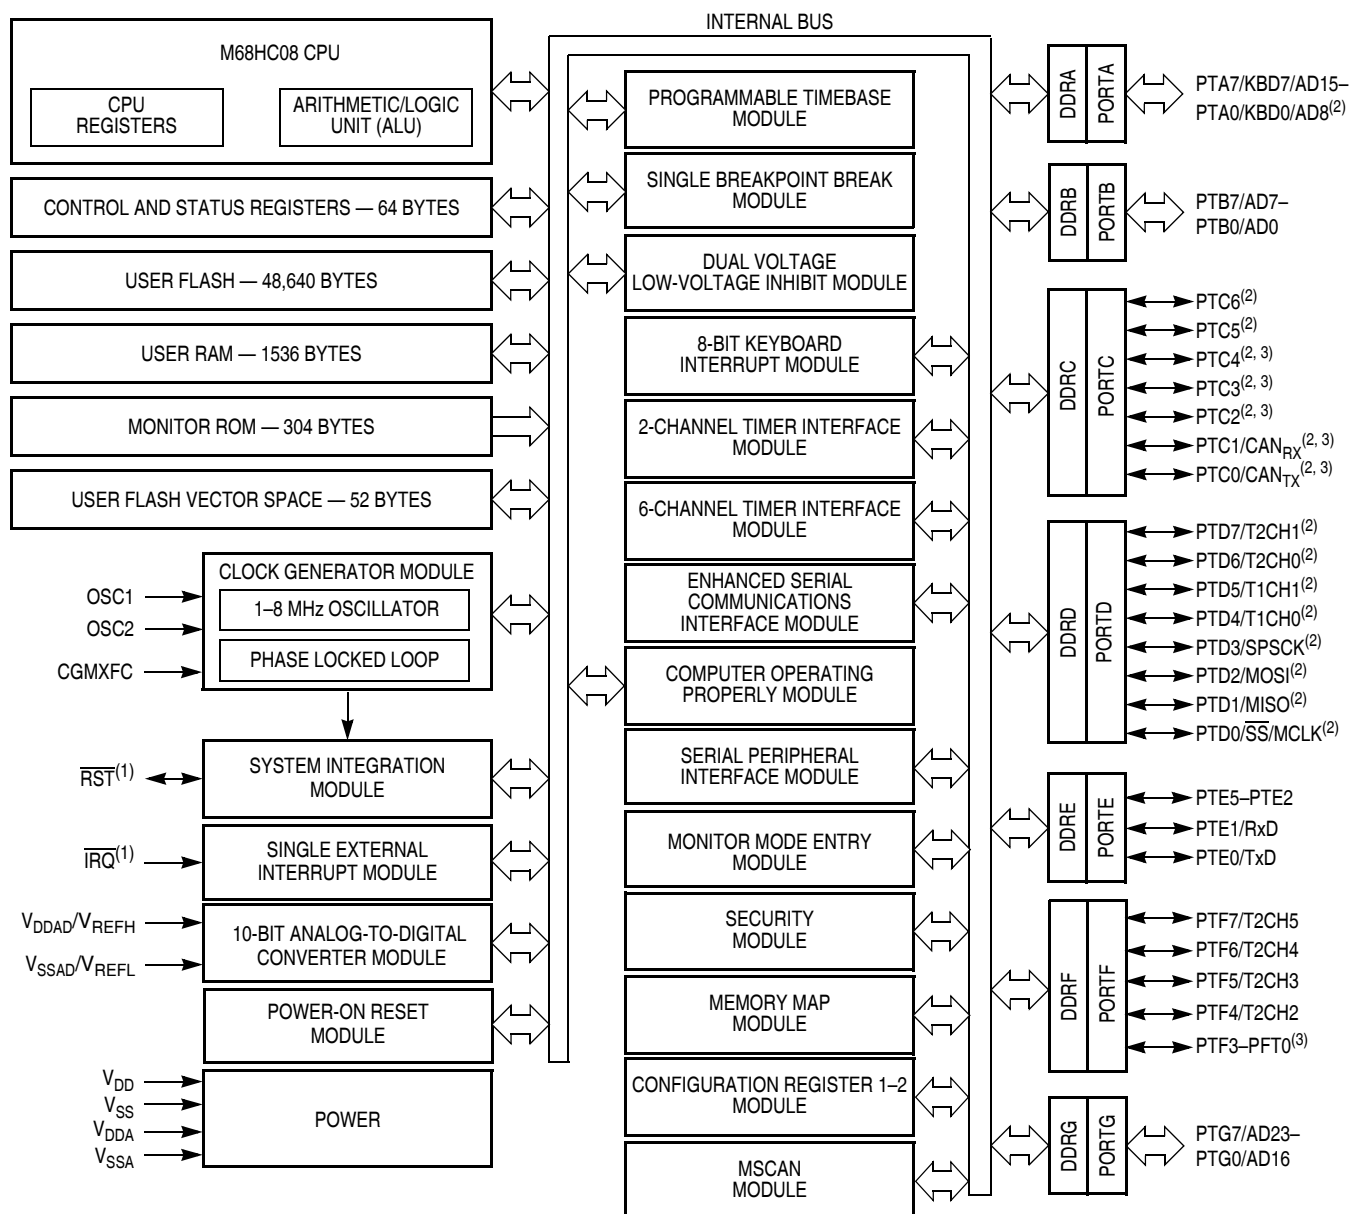 INTERNAL BUS
M68HC08 CPU
CPU
REGISTERS
ARITHMETIC/LOGIC
UNIT (ALU)
CONTROL AND STATUS REGISTERS — 64 BYTES
USER FLASH — 48,640 BYTES
USER RAM — 1536 BYTES
MONITOR ROM — 304 BYTES
USER FLASH VECTOR SPACE — 52 BYTES
CLOCK GENERATOR MODULE
1–8 MHz OSCILLATOR
PHASE LOCKED LOOP
OSC1
OSC2
CGMXFC
SYSTEM INTEGRATION
MODULE
RST(1)
SINGLE EXTERNAL
INTERRUPT MODULE
IRQ(1)
10-BIT ANALOG-TO-DIGITAL
CONVERTER MODULE
VDDAD/VREFH
VSSAD/VREFL
POWER-ON RESET
MODULE
POWER
VDD
VSS
VDDA
VSSA
PROGRAMMABLE TIMEBASE
MODULE
SINGLE BREAKPOINT BREAK
MODULE
DUAL VOLTAGE
LOW-VOLTAGE INHIBIT MODULE
8-BIT KEYBOARD
INTERRUPT MODULE
2-CHANNEL TIMER INTERFACE
MODULE
6-CHANNEL TIMER INTERFACE
MODULE
ENHANCED SERIAL
COMMUNICATIONS
INTERFACE MODULE
COMPUTER OPERATING
PROPERLY MODULE
SERIAL PERIPHERAL
INTERFACE MODULE
MONITOR MODE ENTRY
MODULE
SECURITY
MODULE
MEMORY MAP
MODULE
CONFIGURATION REGISTER 1–2
MODULE
MSCAN
MODULE
DDRA
PORTA
PTA7/KBD7/AD15–
PTA0/KBD0/AD8(2)
DDRB
PORTB
PTB7/AD7–
PTB0/AD0
DDRC
PORTC
PTC6(2)
PTC5(2)
PTC4(2, 3)
PTC3(2, 3)
PTC2(2, 3)
PTC1/CANRX(2, 3)
PTC0/CANTX(2, 3)
DDRD
PORTD
PTD7/T2CH1(2)
PTD6/T2CH0(2)
PTD5/T1CH1(2)
PTD4/T1CH0(2)
PTD3/SPSCK(2)
PTD2/MOSI(2)
PTD1/MISO(2)
PTD0/SS/MCLK(2)
DDRE
PORTE
PTE5–PTE2
PTE1/RxD
PTE0/TxD
DDRF
PORTF
PTF7/T2CH5
PTF6/T2CH4
PTF5/T2CH3
PTF4/T2CH2
PTF3–PFT0(3)
DDRG
PORTG
PTG7/AD23–
PTG0/AD16